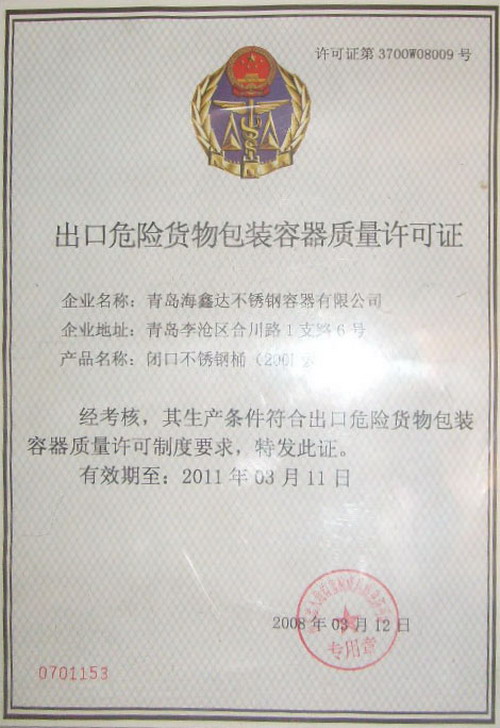 许可证第 3700W08009 号
出口危险货物包装容器质量许可证
企业名称：青岛海鑫达不锈钢容器有限公司
企业地址：青岛李沧区合川路1支路6号
产品名称：闭口不锈钢桶（200
经考核，其生产条件符合出口危险货物包装
容器质量许可制度要求，特发此证。
有效期至：2011 年 03 月 11 日
2008 年 03 月 12 日
专用章
0701153